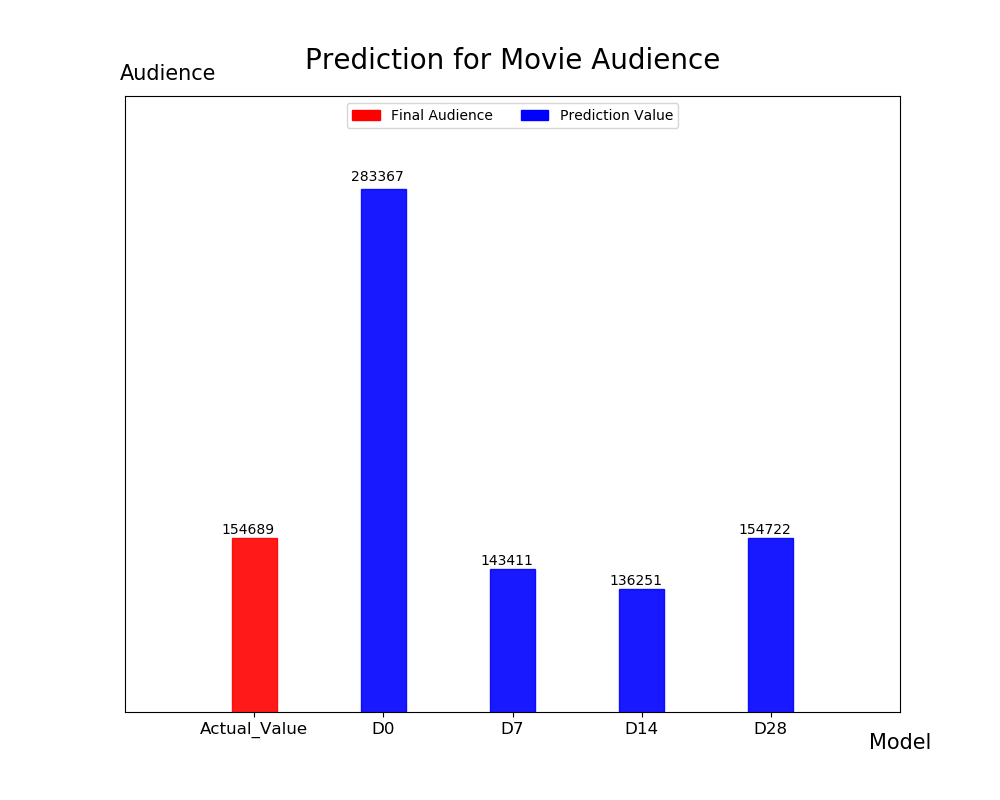 Prediction for Movie Audience
Audience
Final Audience Prediction Value
283367
154689
154722
143411
136251
Actual_Value D0 D7 D14 D28
Model